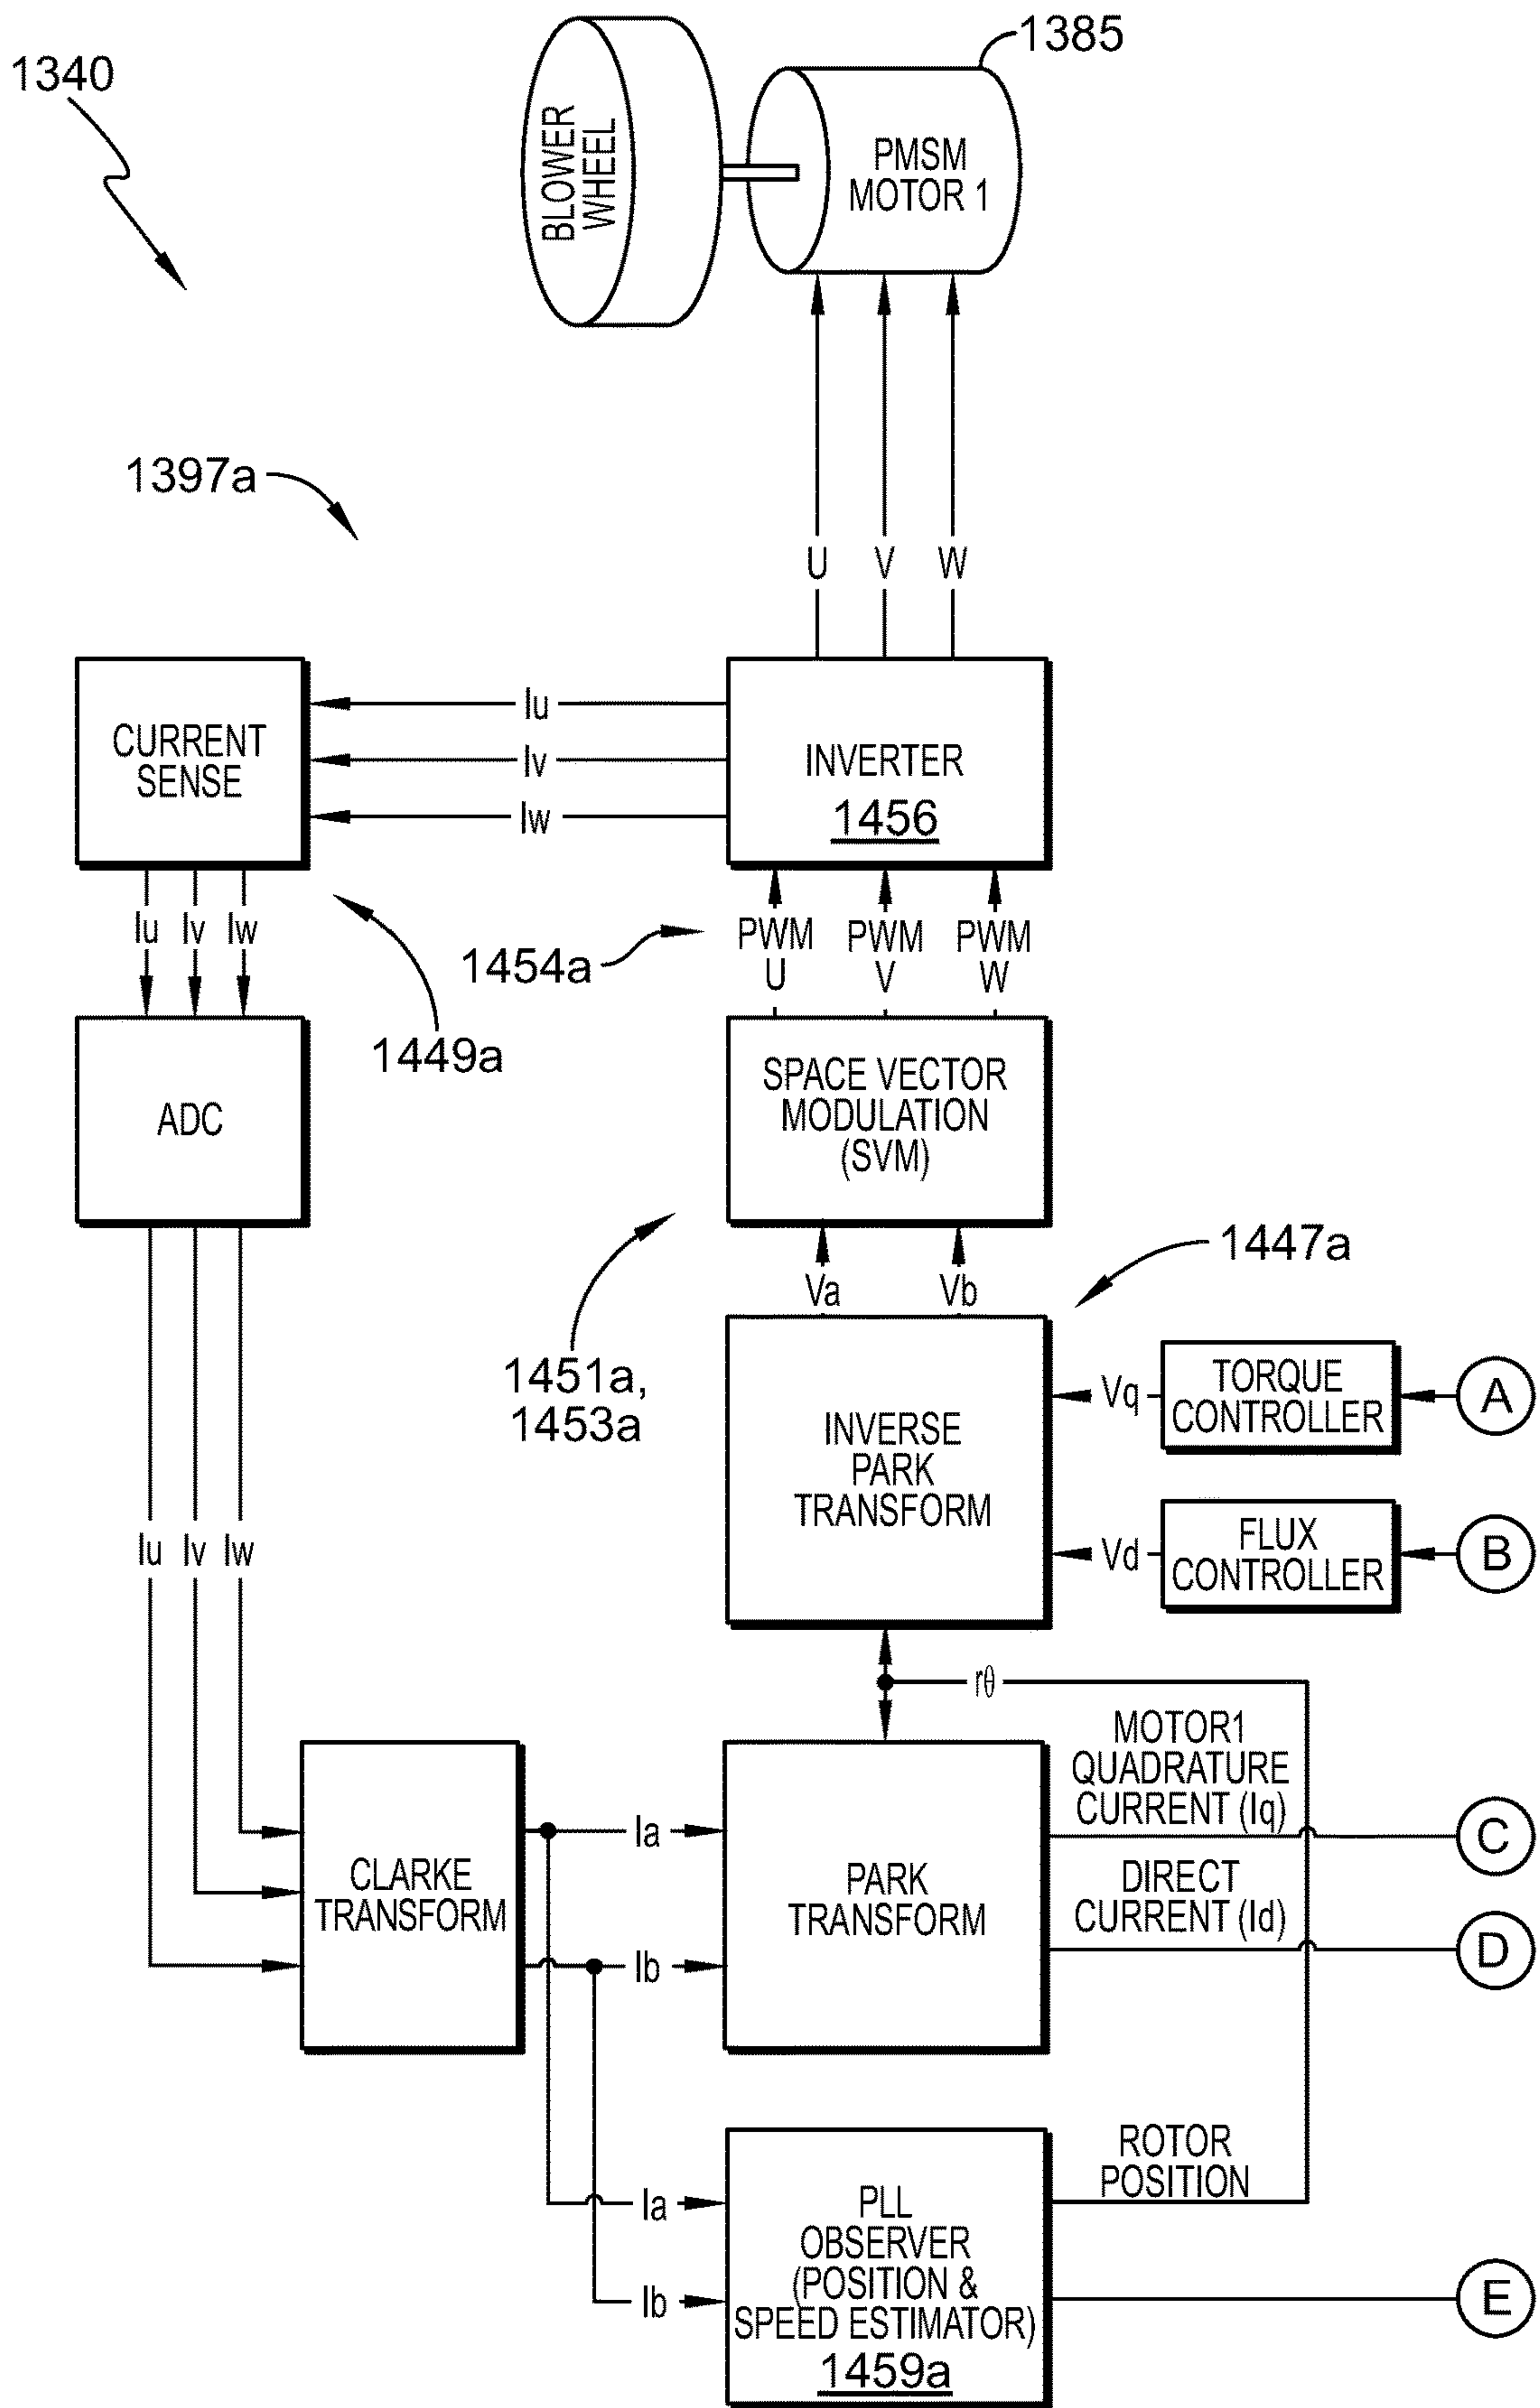 1340
1385
BLOWER
WHEEL
PMSM
MOTOR 1
1397a
U
V
W
CURRENT
SENSE
Iu
Iv
Iw
INVERTER
1456
Iu
Iv
Iw
1454a
PWM
U
PWM
V
PWM
W
1449a
ADC
SPACE VECTOR
MODULATION
(SVM)
1451a,
1453a
Va
Vb
1447a
INVERSE
PARK
TRANSFORM
Vq
TORQUE
CONTROLLER
A
Vd
FLUX
CONTROLLER
B
Iu
Iv
Iw
rθ
CLARKE
TRANSFORM
Ia
Ib
PARK
TRANSFORM
MOTOR1
QUADRATURE
CURRENT (Iq)
C
DIRECT
CURRENT (Id)
D
Ia
Ib
PLL
OBSERVER
(POSITION &
SPEED ESTIMATOR)
1459a
ROTOR
POSITION
E